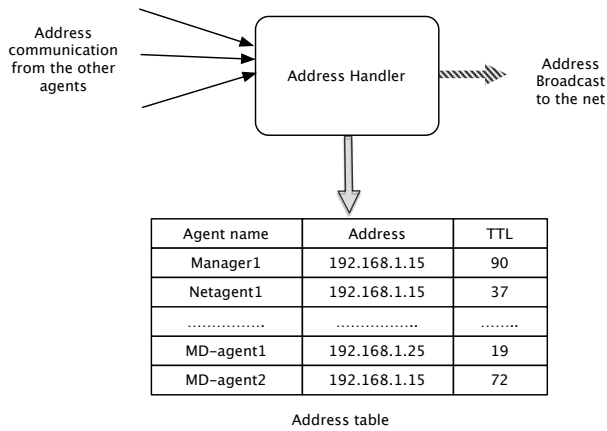 Address
communication
from the other
agents
Address Handler
Address
Broadcast
to the net
Agent name Address TTL
Manager1 192.168.1.15 90
Netagent1 192.168.1.15 37
................ ................. ........
MD-agent1 192.168.1.25 19
MD-agent2 192.168.1.15 72
Address table